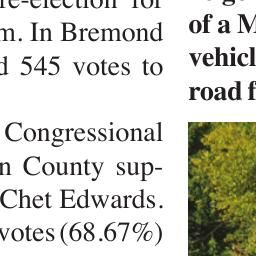 re-election for
m. In Bremond
d 545 votes to
Congressional
n County sup-
Chet Edwards.
votes (68.67%)
of a M
vehicl
road f